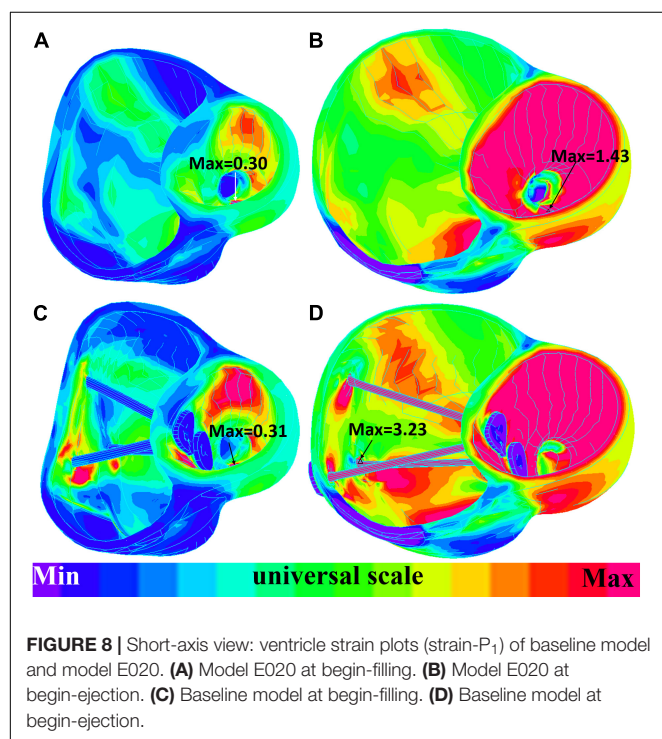 A
B
Max=0.30
Max=1.43
C
D
Max=0.31
Max=3.23
Min universal scale Max
FIGURE 8 | Short-axis view: ventricle strain plots (strain-P₁) of baseline model
and model E020. (A) Model E020 at begin-filling. (B) Model E020 at
begin-ejection. (C) Baseline model at begin-filling. (D) Baseline model at
begin-ejection.